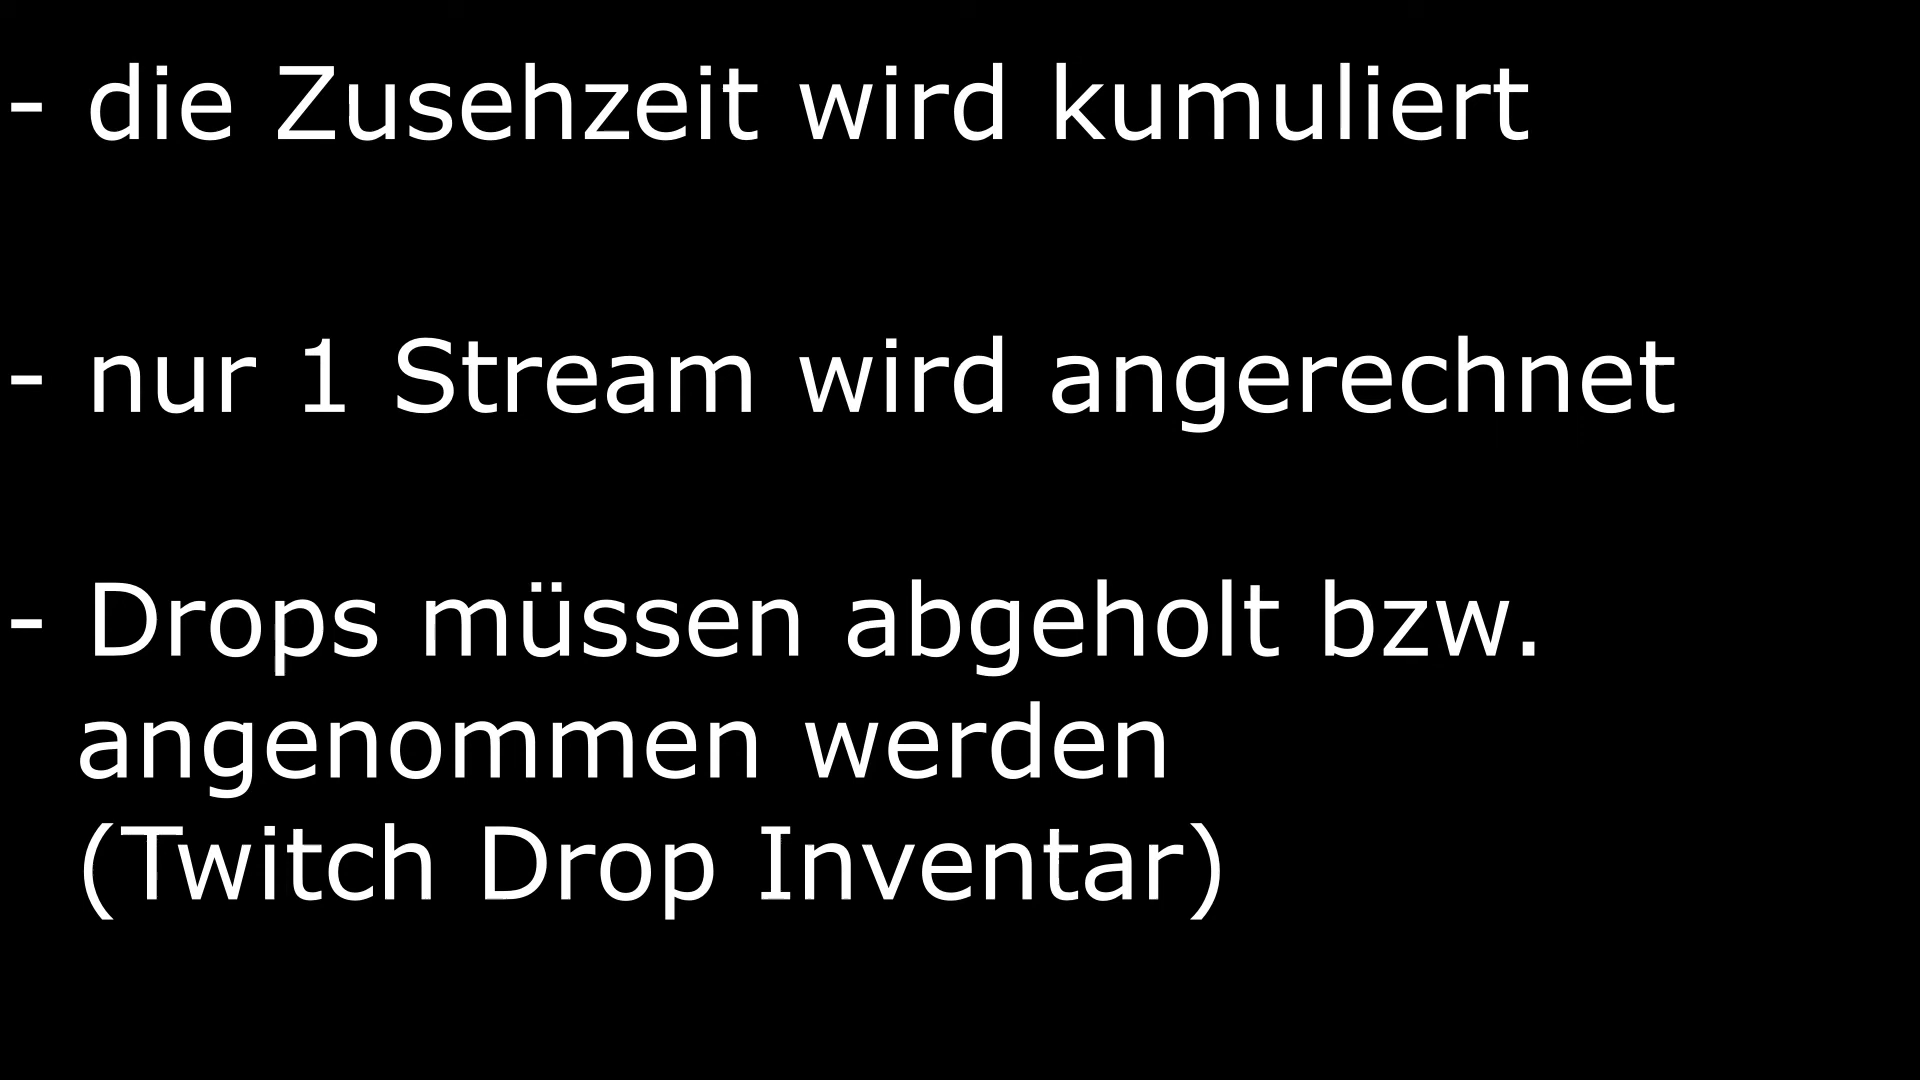 - die Zusehzeit wird kumuliert
- nur 1 Stream wird angerechnet
- Drops müssen abgeholt bzw.
angenommen werden
(Twitch Drop Inventar)